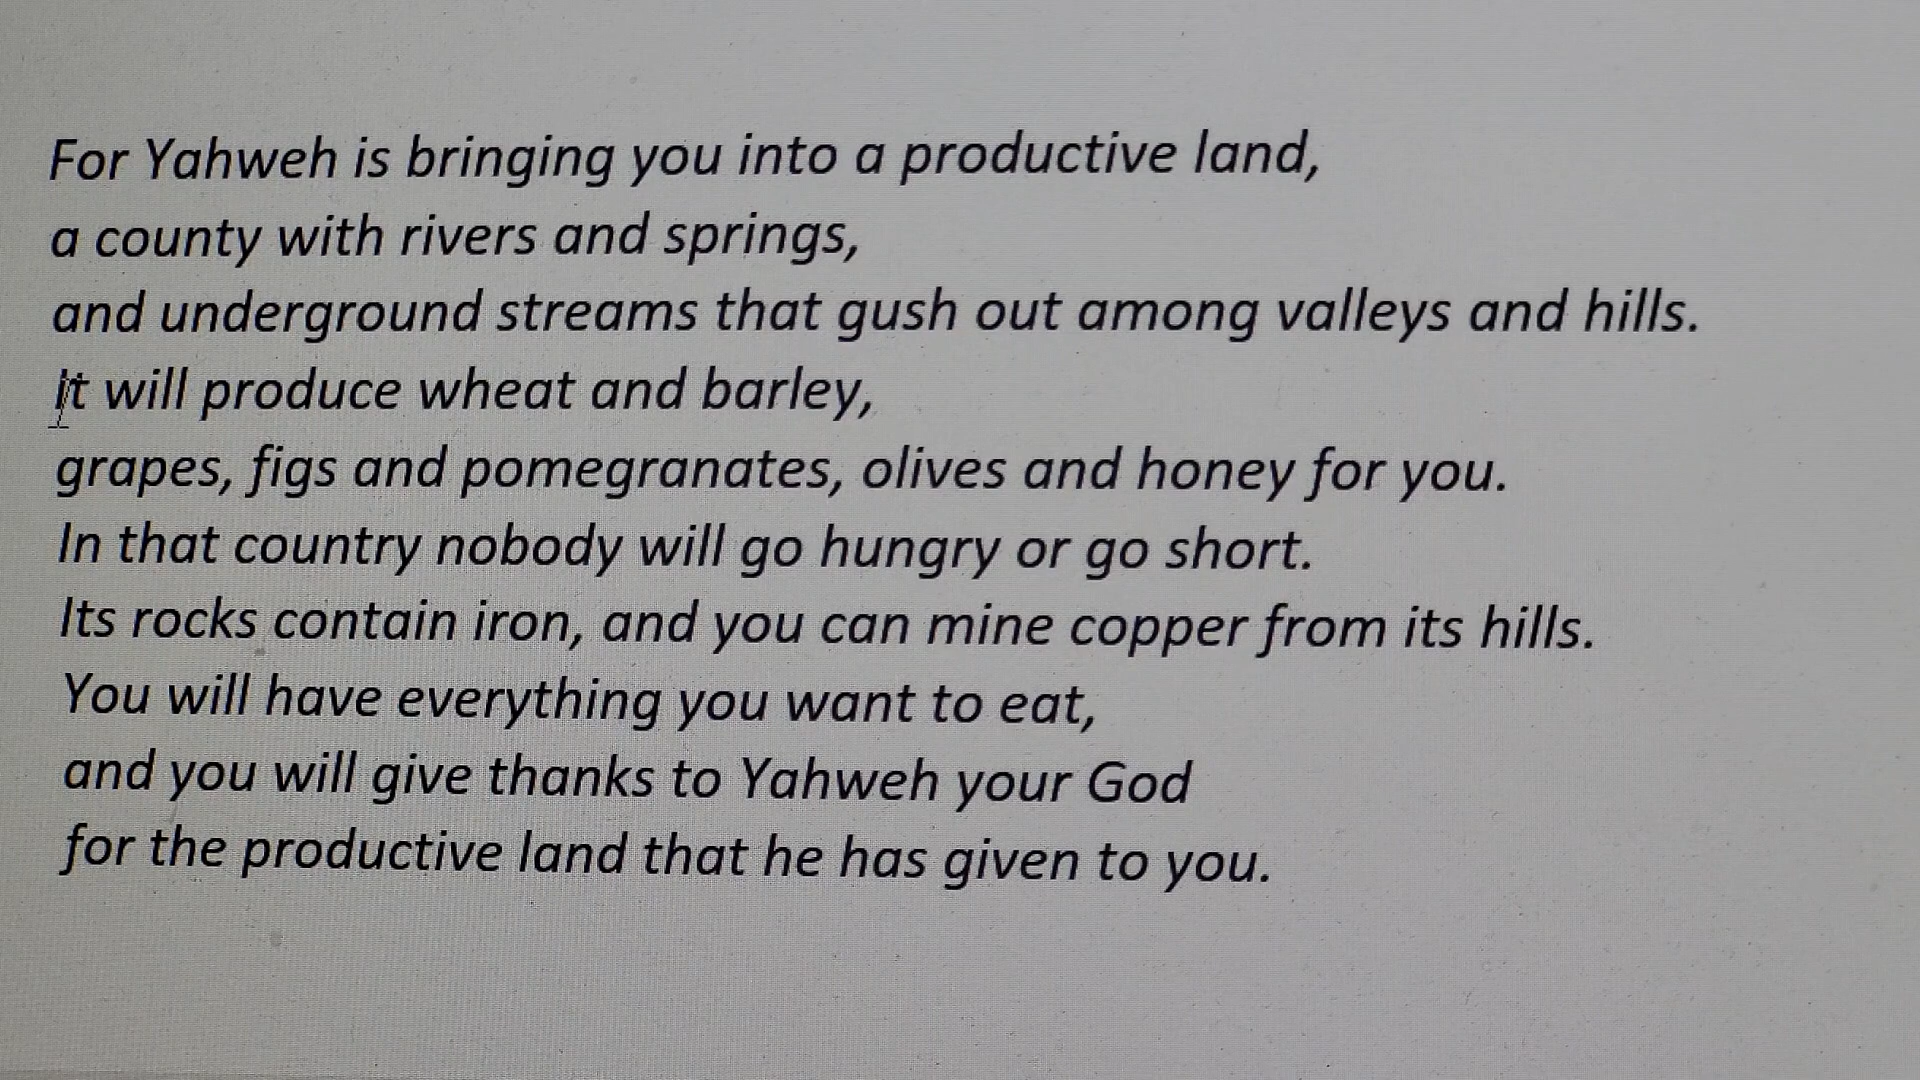 For Yahweh is bringing you into a productive land,
a county with rivers and springs,
and underground streams that gush out among valleys and hills.
It will produce wheat and barley,
grapes, figs and pomegranates, olives and honey for you.
In that country nobody will go hungry or go short.
Its rocks contain iron, and you can mine copper from its hills.
You will have everything you want to eat,
and you will give thanks to Yahweh your God
for the productive land that he has given to you.